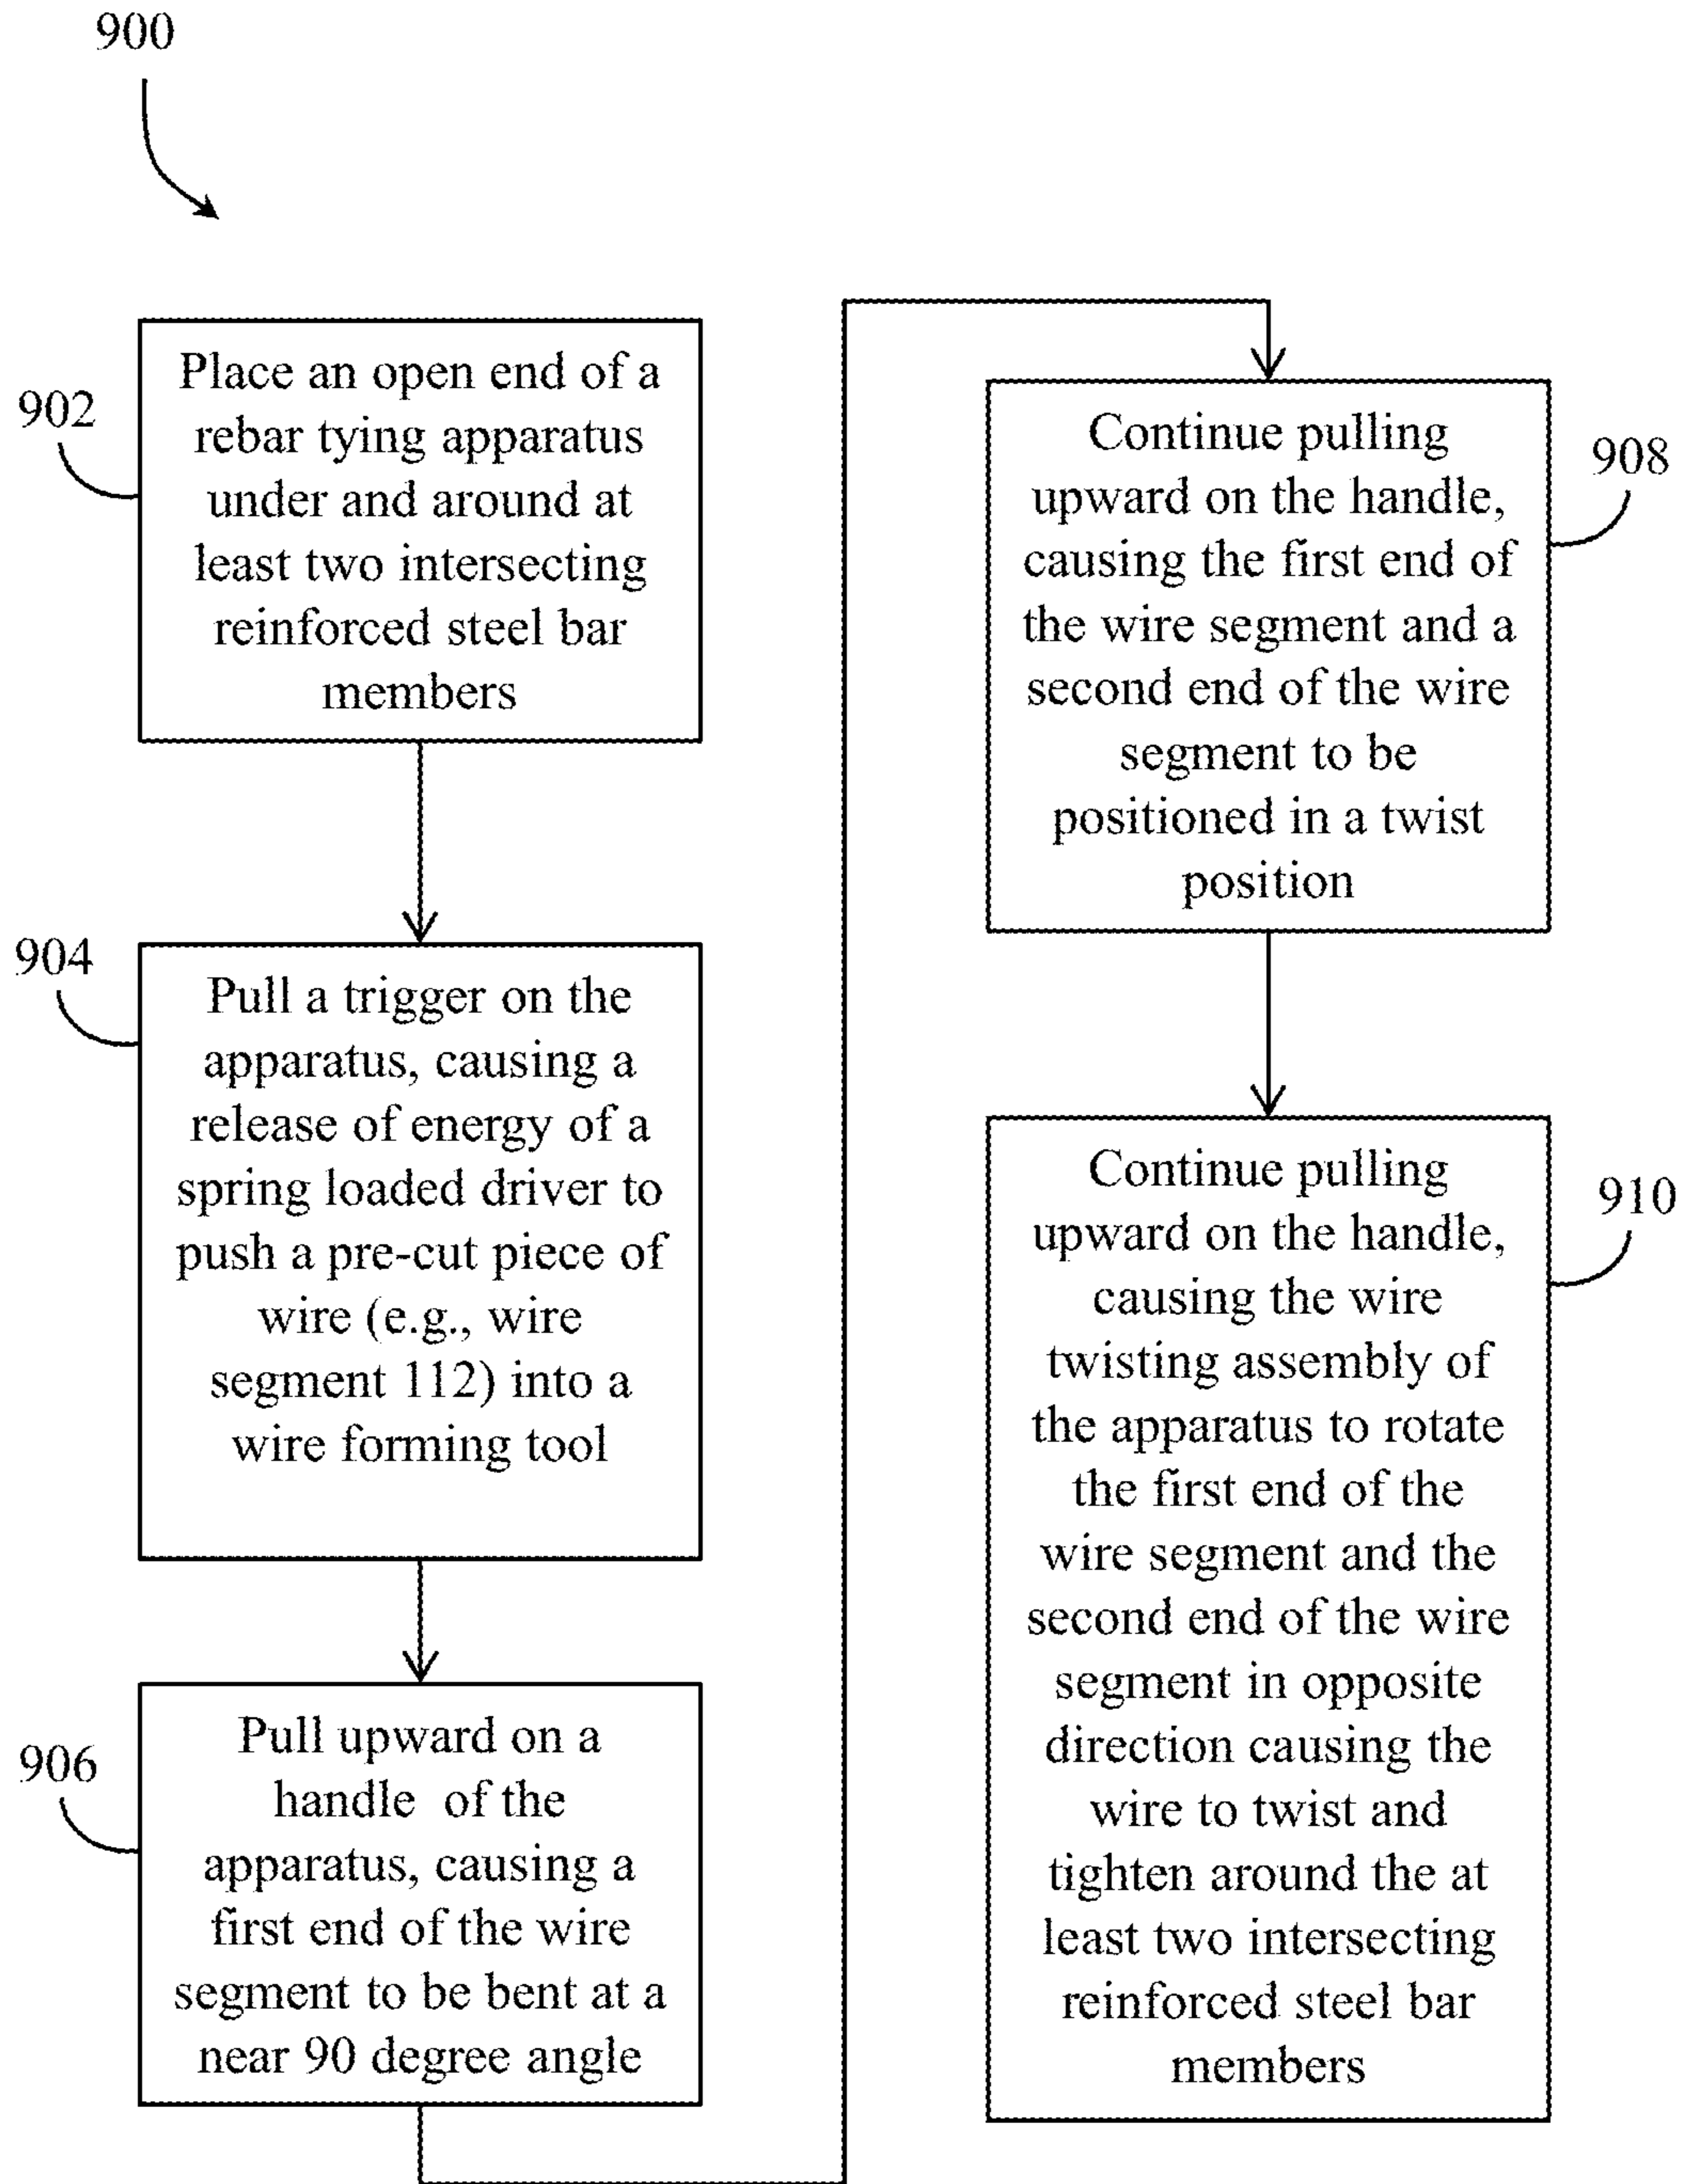 900
902
Place an open end of a
rebar tying apparatus
under and around at
least two intersecting
reinforced steel bar
members
904
Pull a trigger on the
apparatus, causing a
release of energy of a
spring loaded driver to
push a pre-cut piece of
wire (e.g., wire
segment 112) into a
wire forming tool
906
Pull upward on a
handle of the
apparatus, causing a
first end of the wire
segment to be bent at a
near 90 degree angle
908
Continue pulling
upward on the handle,
causing the first end of
the wire segment and a
second end of the wire
segment to be
positioned in a twist
position
910
Continue pulling
upward on the handle,
causing the wire
twisting assembly of
the apparatus to rotate
the first end of the
wire segment and the
second end of the wire
segment in opposite
direction causing the
wire to twist and
tighten around the at
least two intersecting
reinforced steel bar
members